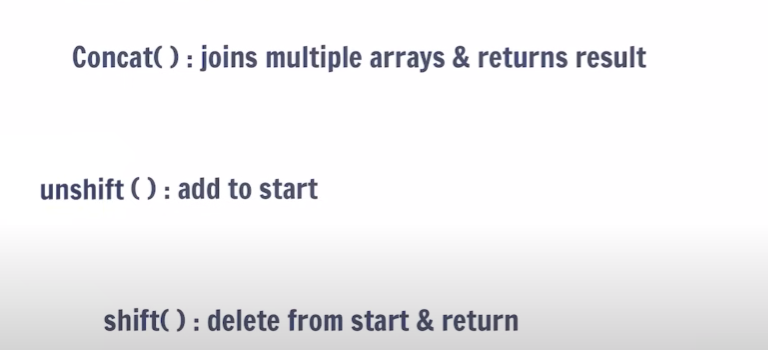 Concat( ) : joins multiple arrays & returns result
unshift ( ) : add to start
shift( ) : delete from start & return